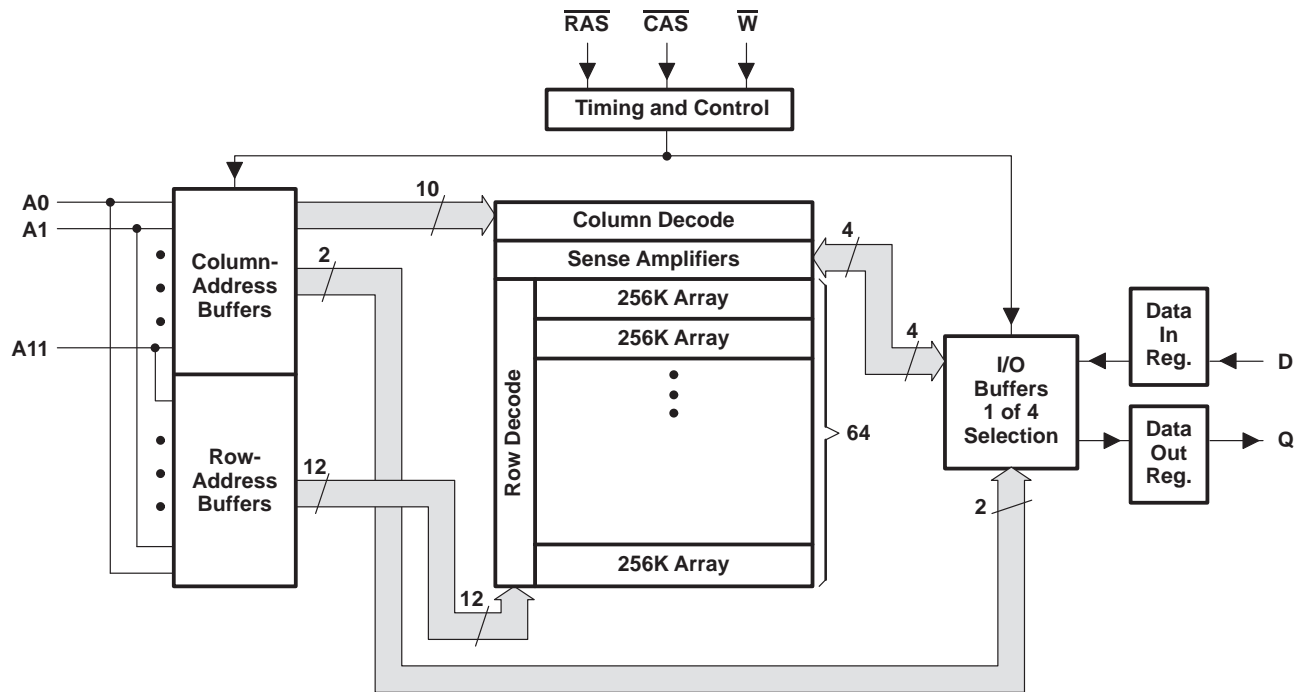 RAS CAS W
Timing and Control
A0
A1
A11
Column-
Address
Buffers
Row-
Address
Buffers
10
2
12
12
Column Decode
Sense Amplifiers
Row Decode
256K Array
256K Array
256K Array
64
4
4
2
I/O
Buffers
1 of 4
Selection
Data
In
Reg.
D
Data
Out
Reg.
Q